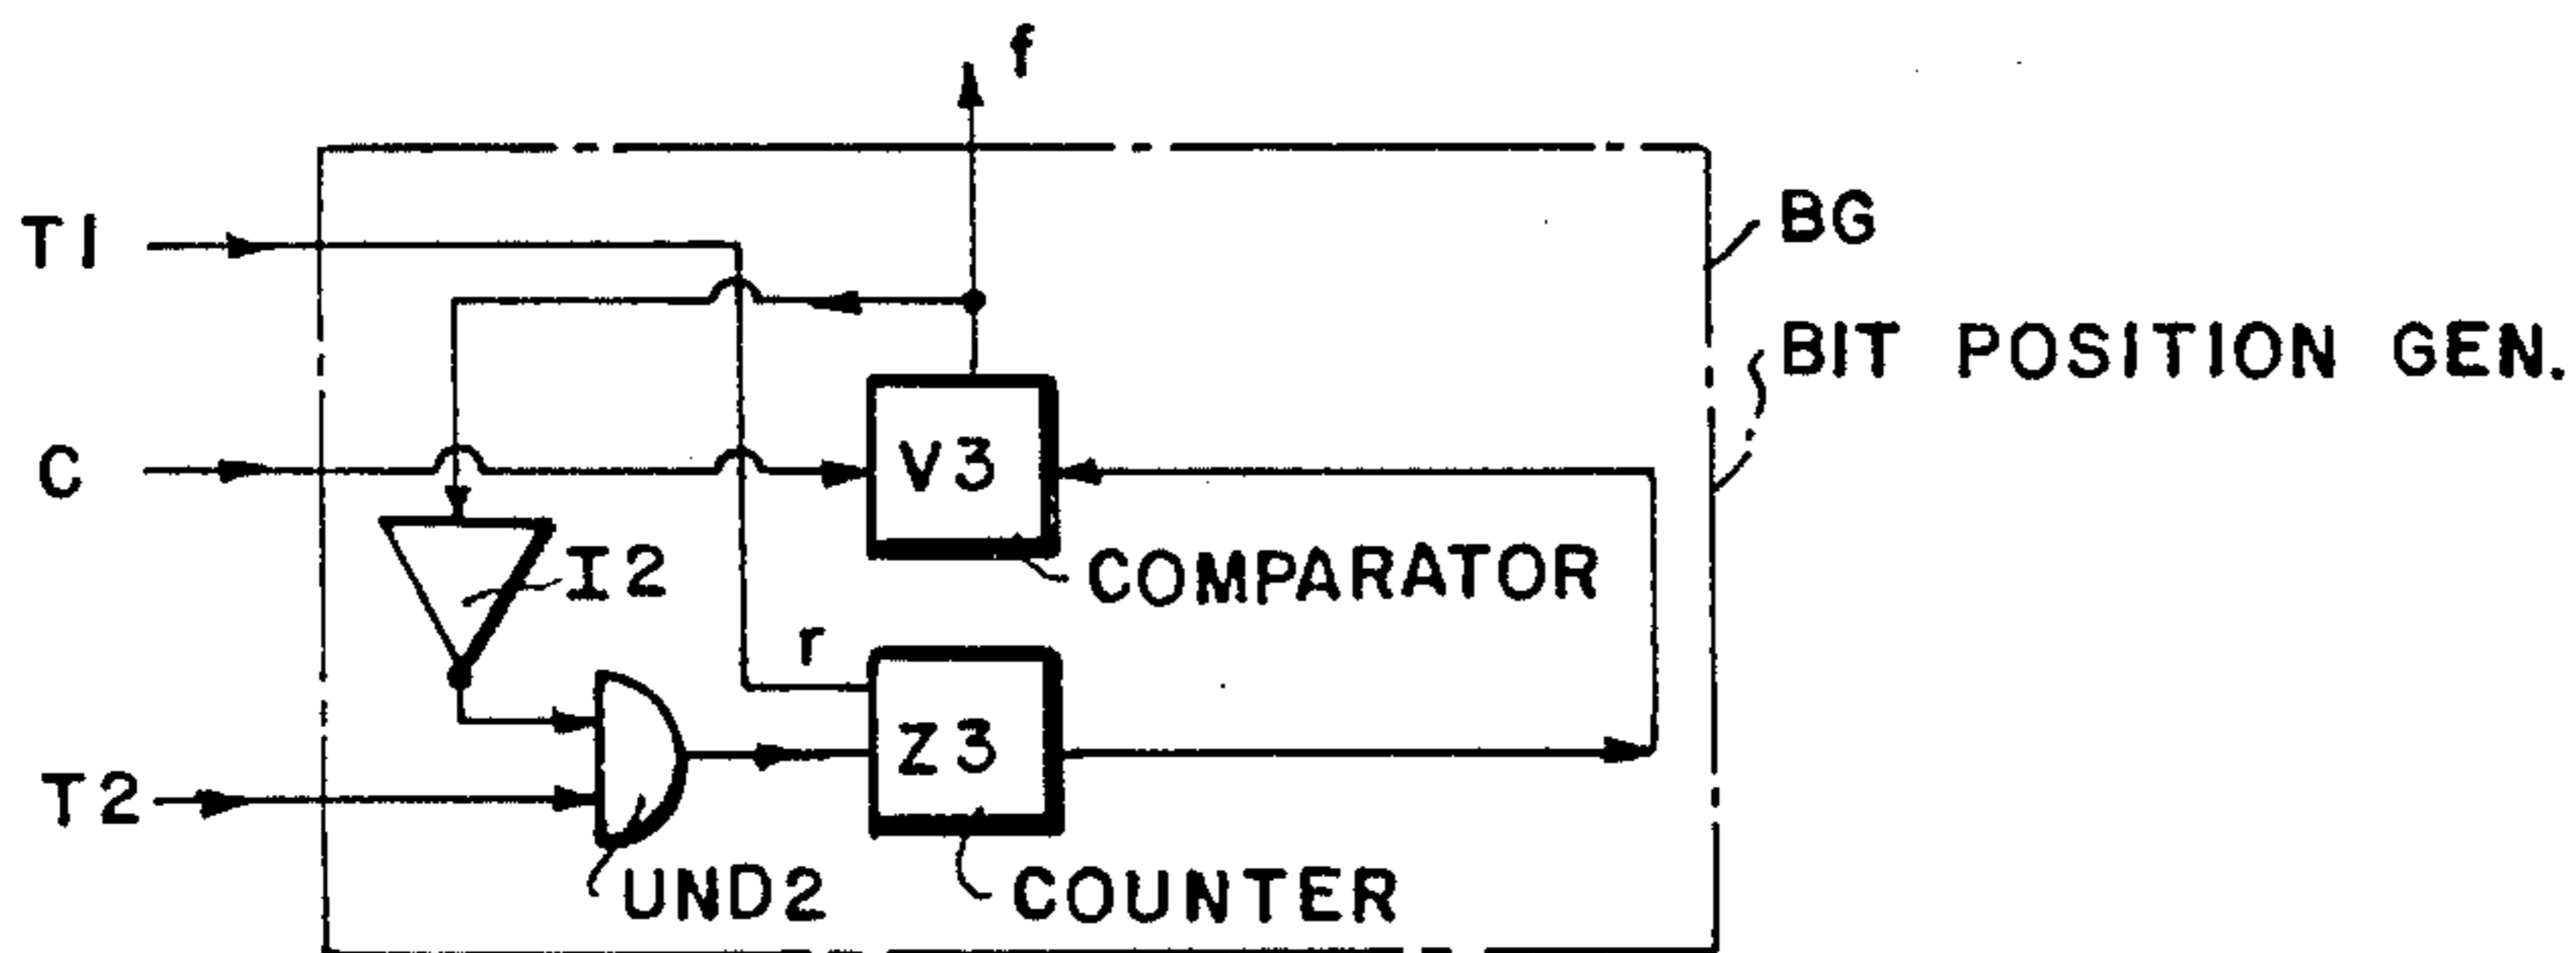 f
T1
BG
BIT POSITION GEN.
C
V3
I2
COMPARATOR
r
Z3
T2
UND2
COUNTER